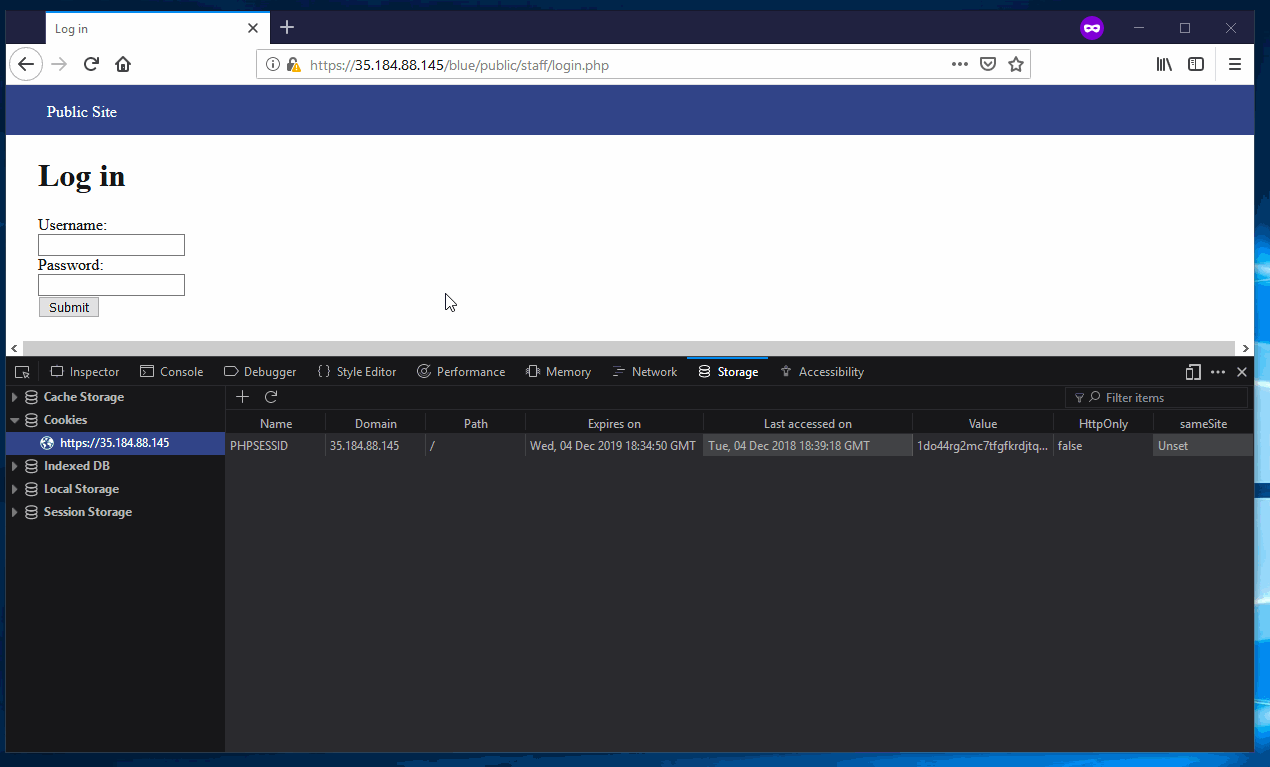 Log in
https://35.184.88.145/blue/public/staff/login.php
Public Site
Log in
Username:
Password:
Submit
Inspector Console Debugger Style Editor Performance Memory Network Storage Accessibility
Cache Storage
Cookies
https://35.184.88.145
Indexed DB
Local Storage
Session Storage
Filter items
Name Domain Path Expires on Last accessed on Value HttpOnly sameSite
PHPSESSID 35.184.88.145 / Wed, 04 Dec 2019 18:34:50 GMT Tue, 04 Dec 2018 18:39:18 GMT 1do44rg2mc7tfgfkrdjtq... false Unset